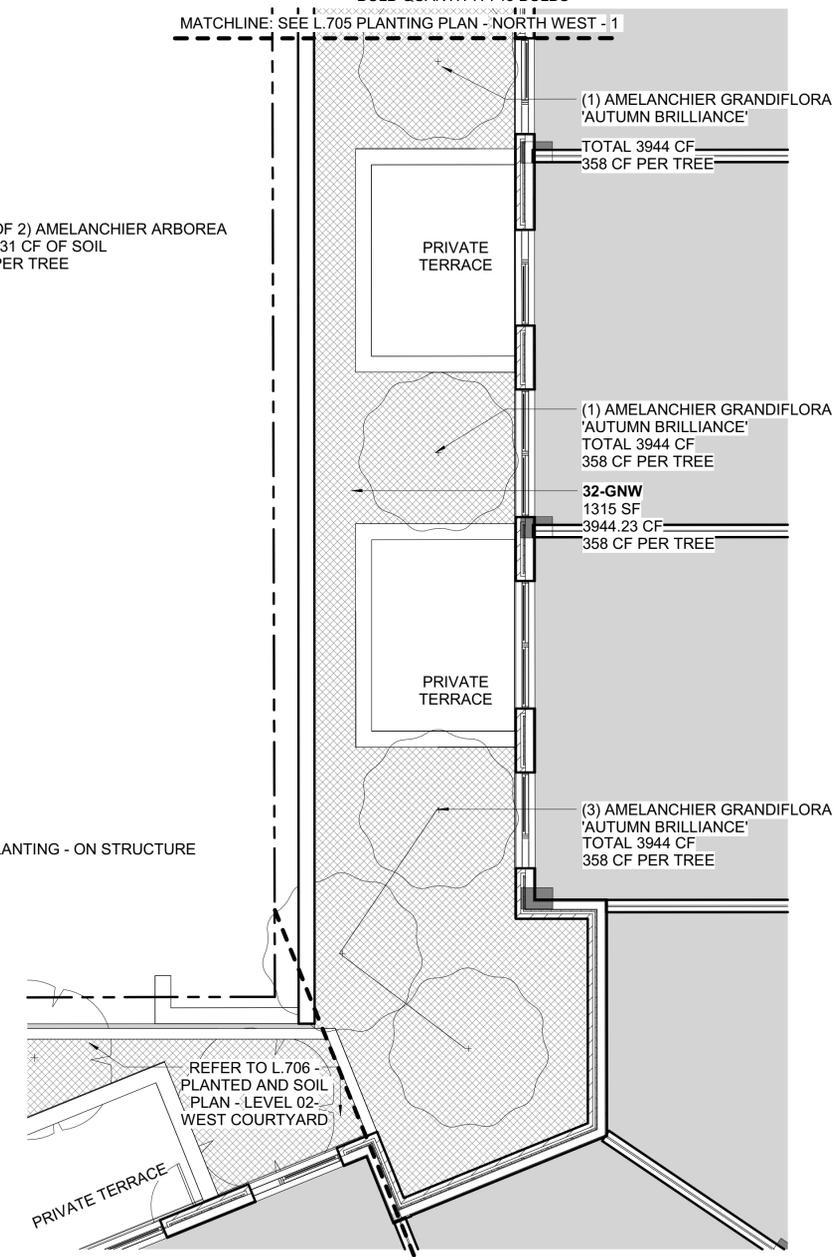 MATCHLINE: SEE L.705 PLANTING PLAN - NORTH WEST - 1
(1) AMELANCHIER GRANDIFLORA
'AUTUMN BRILLIANCE'
TOTAL 3944 CF
358 CF PER TREE
OF 2) AMELANCHIER ARBOREA
31 CF OF SOIL
PER TREE
PRIVATE
TERRACE
(1) AMELANCHIER GRANDIFLORA
'AUTUMN BRILLIANCE'
TOTAL 3944 CF
358 CF PER TREE
32-GNW
1315 SF
3944.23 CF
358 CF PER TREE
PRIVATE
TERRACE
(3) AMELANCHIER GRANDIFLORA
'AUTUMN BRILLIANCE'
TOTAL 3944 CF
358 CF PER TREE
ANTING - ON STRUCTURE
REFER TO L.706 -
PLANTED AND SOIL
PLAN - LEVEL 02-
WEST COURTYARD
PRIVATE TERRACE